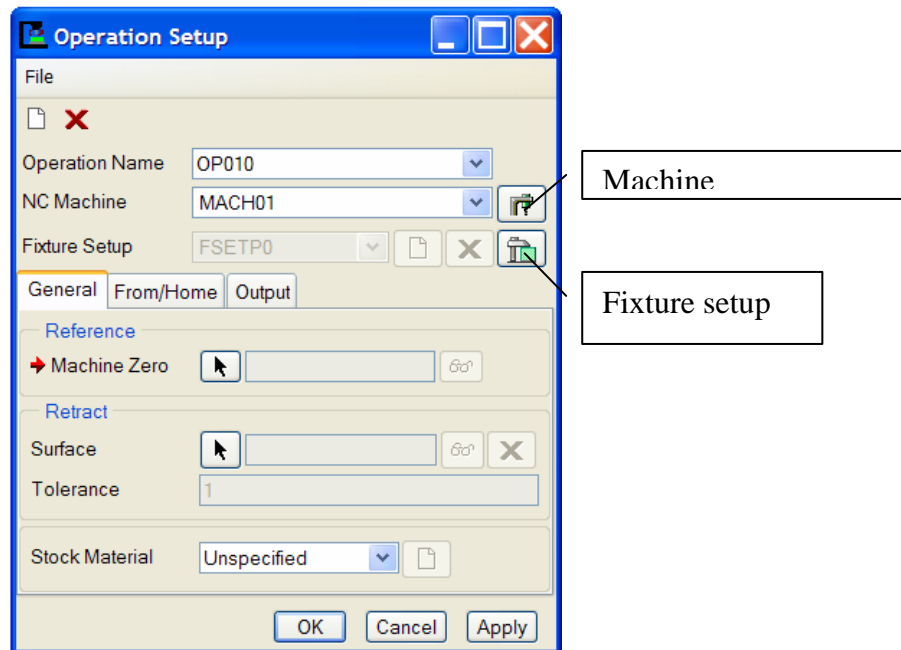 Operation Setup
File
Operation Name OP010
NC Machine MACH01
Machine
Fixture Setup FSETP0
Fixture setup
General From/Home Output
Reference
Machine Zero
Retract
Surface
Tolerance 1
Stock Material Unspecified
OK Cancel Apply